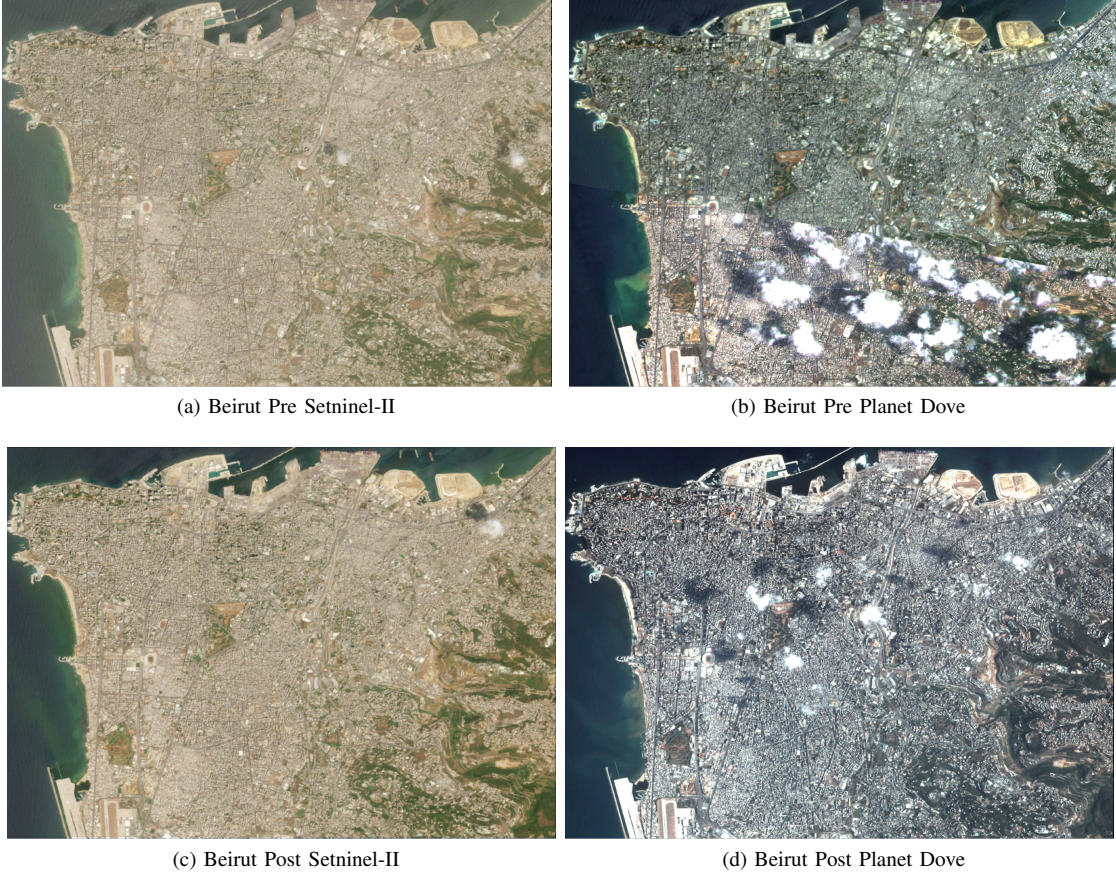 (a) Beirut Pre Setninel-II
(b) Beirut Pre Planet Dove
(c) Beirut Post Setninel-II
(d) Beirut Post Planet Dove